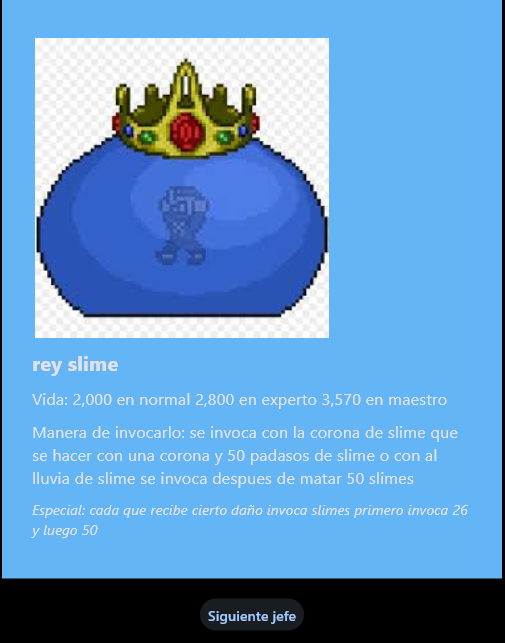 rey slime
Vida: 2,000 en normal 2,800 en experto 3,570 en maestro
Manera de invocarlo: se invoca con la corona de slime que
se hacer con una corona y 50 padasos de slime o con al
lluvia de slime se invoca despues de matar 50 slimes
Especial: cada que recibe cierto daño invoca slimes primero invoca 26
y luego 50
Siguiente jefe